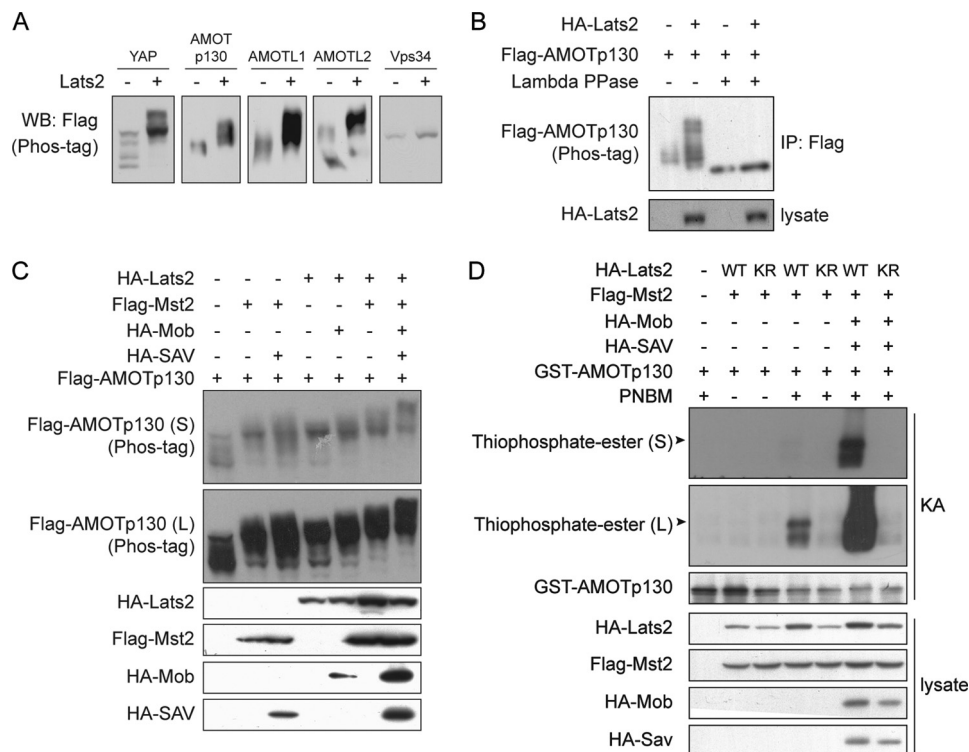 A
YAP AMOT p130 AMOTL1 AMOTL2 Vps34
Lats2 - + - + - + - + - +
WB: Flag
(Phos-tag)
B
HA-Lats2 - + - +
Flag-AMOTp130 + + + +
Lambda PPase - - + +
Flag-AMOTp130
(Phos-tag)
IP: Flag
HA-Lats2
lysate
C
HA-Lats2 - - - + + + +
Flag-Mst2 - + + - - + +
HA-Mob - - - - + - +
HA-SAV - - + - - - +
Flag-AMOTp130 + + + + + + +
Flag-AMOTp130 (S)
(Phos-tag)
Flag-AMOTp130 (L)
(Phos-tag)
HA-Lats2
Flag-Mst2
HA-Mob
HA-SAV
D
HA-Lats2 - WT KR WT KR WT KR
Flag-Mst2 - + + + + + +
HA-Mob - - - - - + +
HA-SAV - - - - - + +
GST-AMOTp130 + + + + + + +
PNBM + - - + + + +
Thiophosphate-ester (S)
Thiophosphate-ester (L)
KA
GST-AMOTp130
HA-Lats2
Flag-Mst2
HA-Mob
HA-Sav
lysate